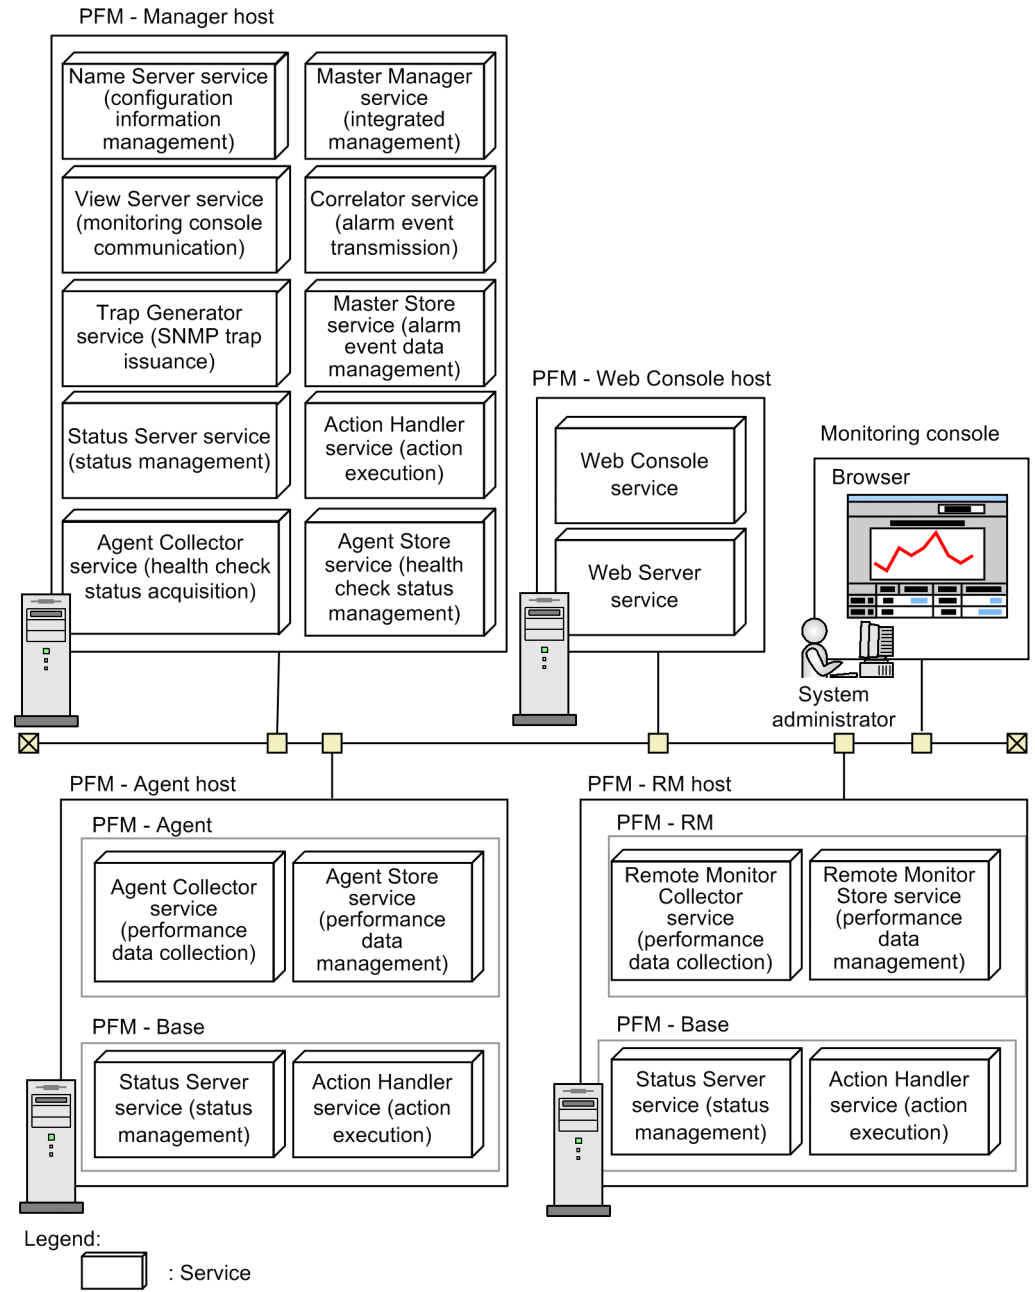 PFM - Manager host
Name Server service
(configuration
information
management)
Master Manager
service
(integrated
management)
View Server service
(monitoring console
communication)
Correlator service
(alarm event
transmission)
Trap Generator
service (SNMP trap
issuance)
Master Store
service (alarm
event data
management)
Status Server service
(status management)
Action Handler
service (action
execution)
Agent Collector
service (health check
status acquisition)
Agent Store
service (health
check status
management)
PFM - Web Console host
Web Console
service
Web Server
service
Monitoring console
Browser
System
administrator
PFM - Agent host
PFM - Agent
Agent Collector
service
(performance
data collection)
Agent Store
service
(performance
data
management)
PFM - Base
Status Server
service (status
management)
Action Handler
service (action
execution)
PFM - RM host
PFM - RM
Remote Monitor
Collector
service
(performance
data collection)
Remote Monitor
Store service
(performance
data
management)
PFM - Base
Status Server
service (status
management)
Action Handler
service (action
execution)
Legend:
: Service